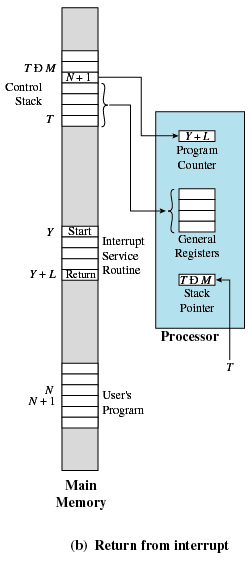 T Ð M
N + 1
Control
Stack
T
Y + L
Program
Counter
Y
Start
Interrupt
Service
Routine
Y + L
Return
General
Registers
T Ð M
Stack
Pointer
Processor
T
N
N + 1
User's
Program
Main
Memory
(b) Return from interrupt